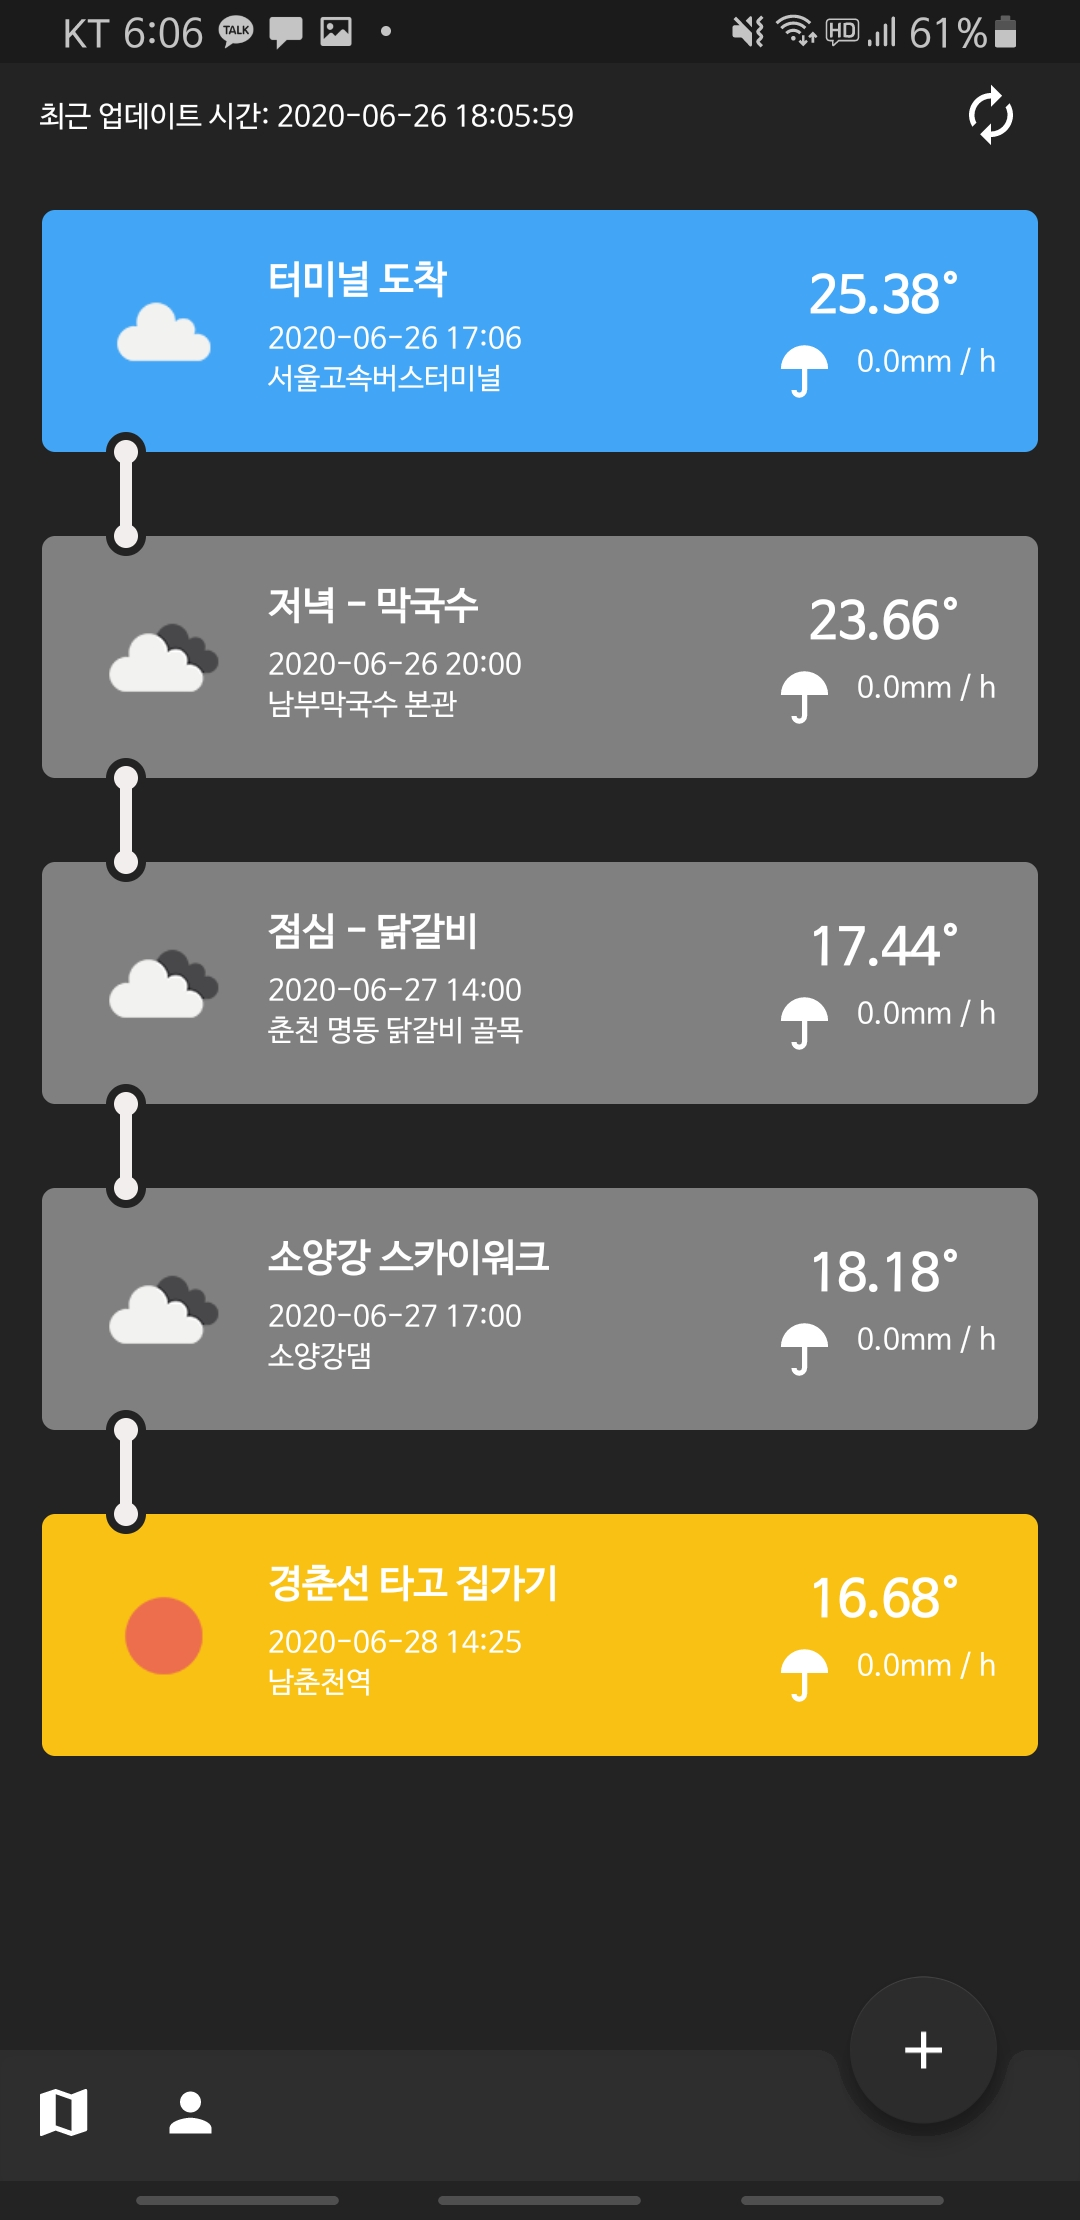 KT 6:06 TALK HD 61%
최근 업데이트 시간: 2020-06-26 18:05:59
터미널 도착
2020-06-26 17:06
서울고속버스터미널
25.38°
0.0mm / h
저녁 - 막국수
2020-06-26 20:00
남부막국수 본관
23.66°
0.0mm / h
점심 - 닭갈비
2020-06-27 14:00
춘천 명동 닭갈비 골목
17.44°
0.0mm / h
소양강 스카이워크
2020-06-27 17:00
소양강댐
18.18°
0.0mm / h
경춘선 타고 집가기
2020-06-28 14:25
남춘천역
16.68°
0.0mm / h